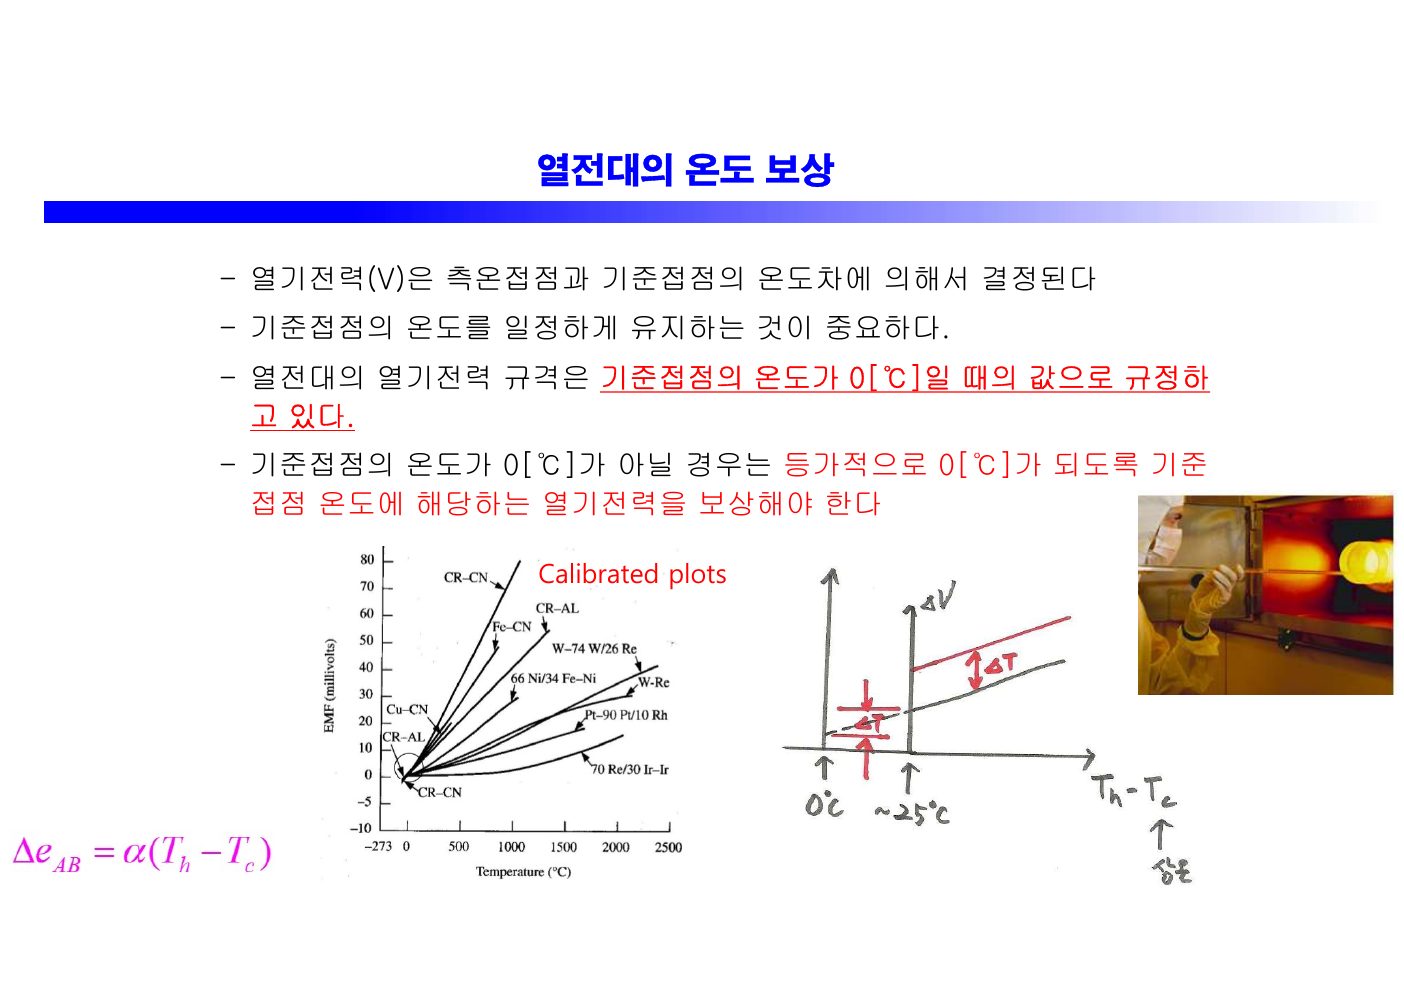 열전대의 온도 보상
– 열기전력(V)은 측온접점과 기준접점의 온도차에 의해서 결정된다
– 기준접점의 온도를 일정하게 유지하는 것이 중요하다.
– 열전대의 열기전력 규격은 기준접점의 온도가 0[℃]일 때의 값으로 규정하
고 있다.
– 기준접점의 온도가 0[℃]가 아닐 경우는 등가적으로 0[℃]가 되도록 기준
접점 온도에 해당하는 열기전력을 보상해야 한다
Calibrated plots
EMF (millivolts)
80
70
60
50
40
30
20
10
0
−5
−10
CR–CN
CR–AL
Fe–CN
W–74 W/26 Re
66 Ni/34 Fe–Ni
W-Re
Cu–CN
Pt–90 Pt/10 Rh
CR–AL
70 Re/30 Ir–Ir
CR–CN
−273 0 500 1000 1500 2000 2500
Temperature (°C)
ΔV
ΔT
ΔT
0°C
~25°C
Th - Tc
상온
Δe_AB = α(T_h − T_c)